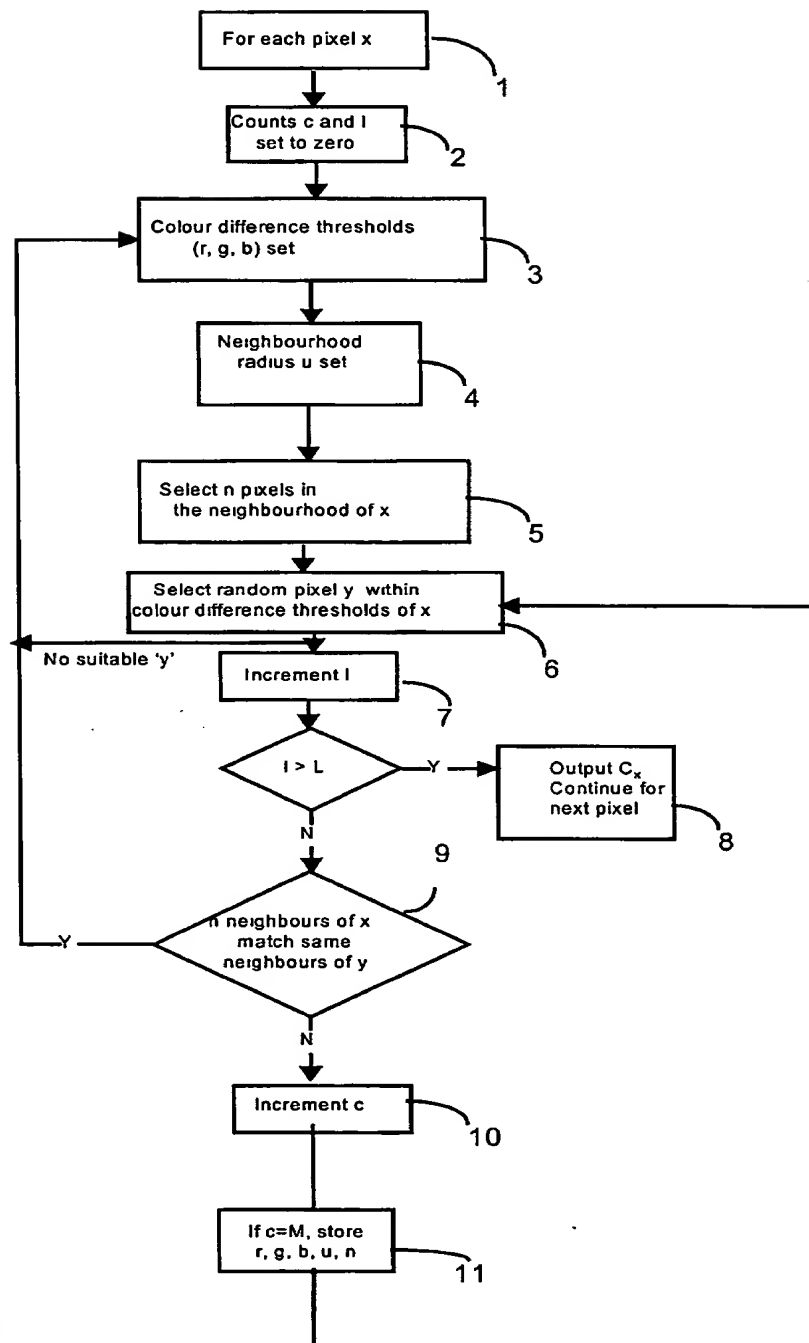 For each pixel x
1
Counts c and I
set to zero
2
Colour difference thresholds
(r, g, b) set
3
Neighbourhood
radius u set
4
Select n pixels in
the neighbourhood of x
5
Select random pixel y within
colour difference thresholds of x
6
No suitable 'y'
Increment I
7
I > L
Y
Output Cx
Continue for
next pixel
8
N
9
n neighbours of x
match same
neighbours of y
Y
N
Increment c
10
If c=M, store
r, g, b, u, n
11